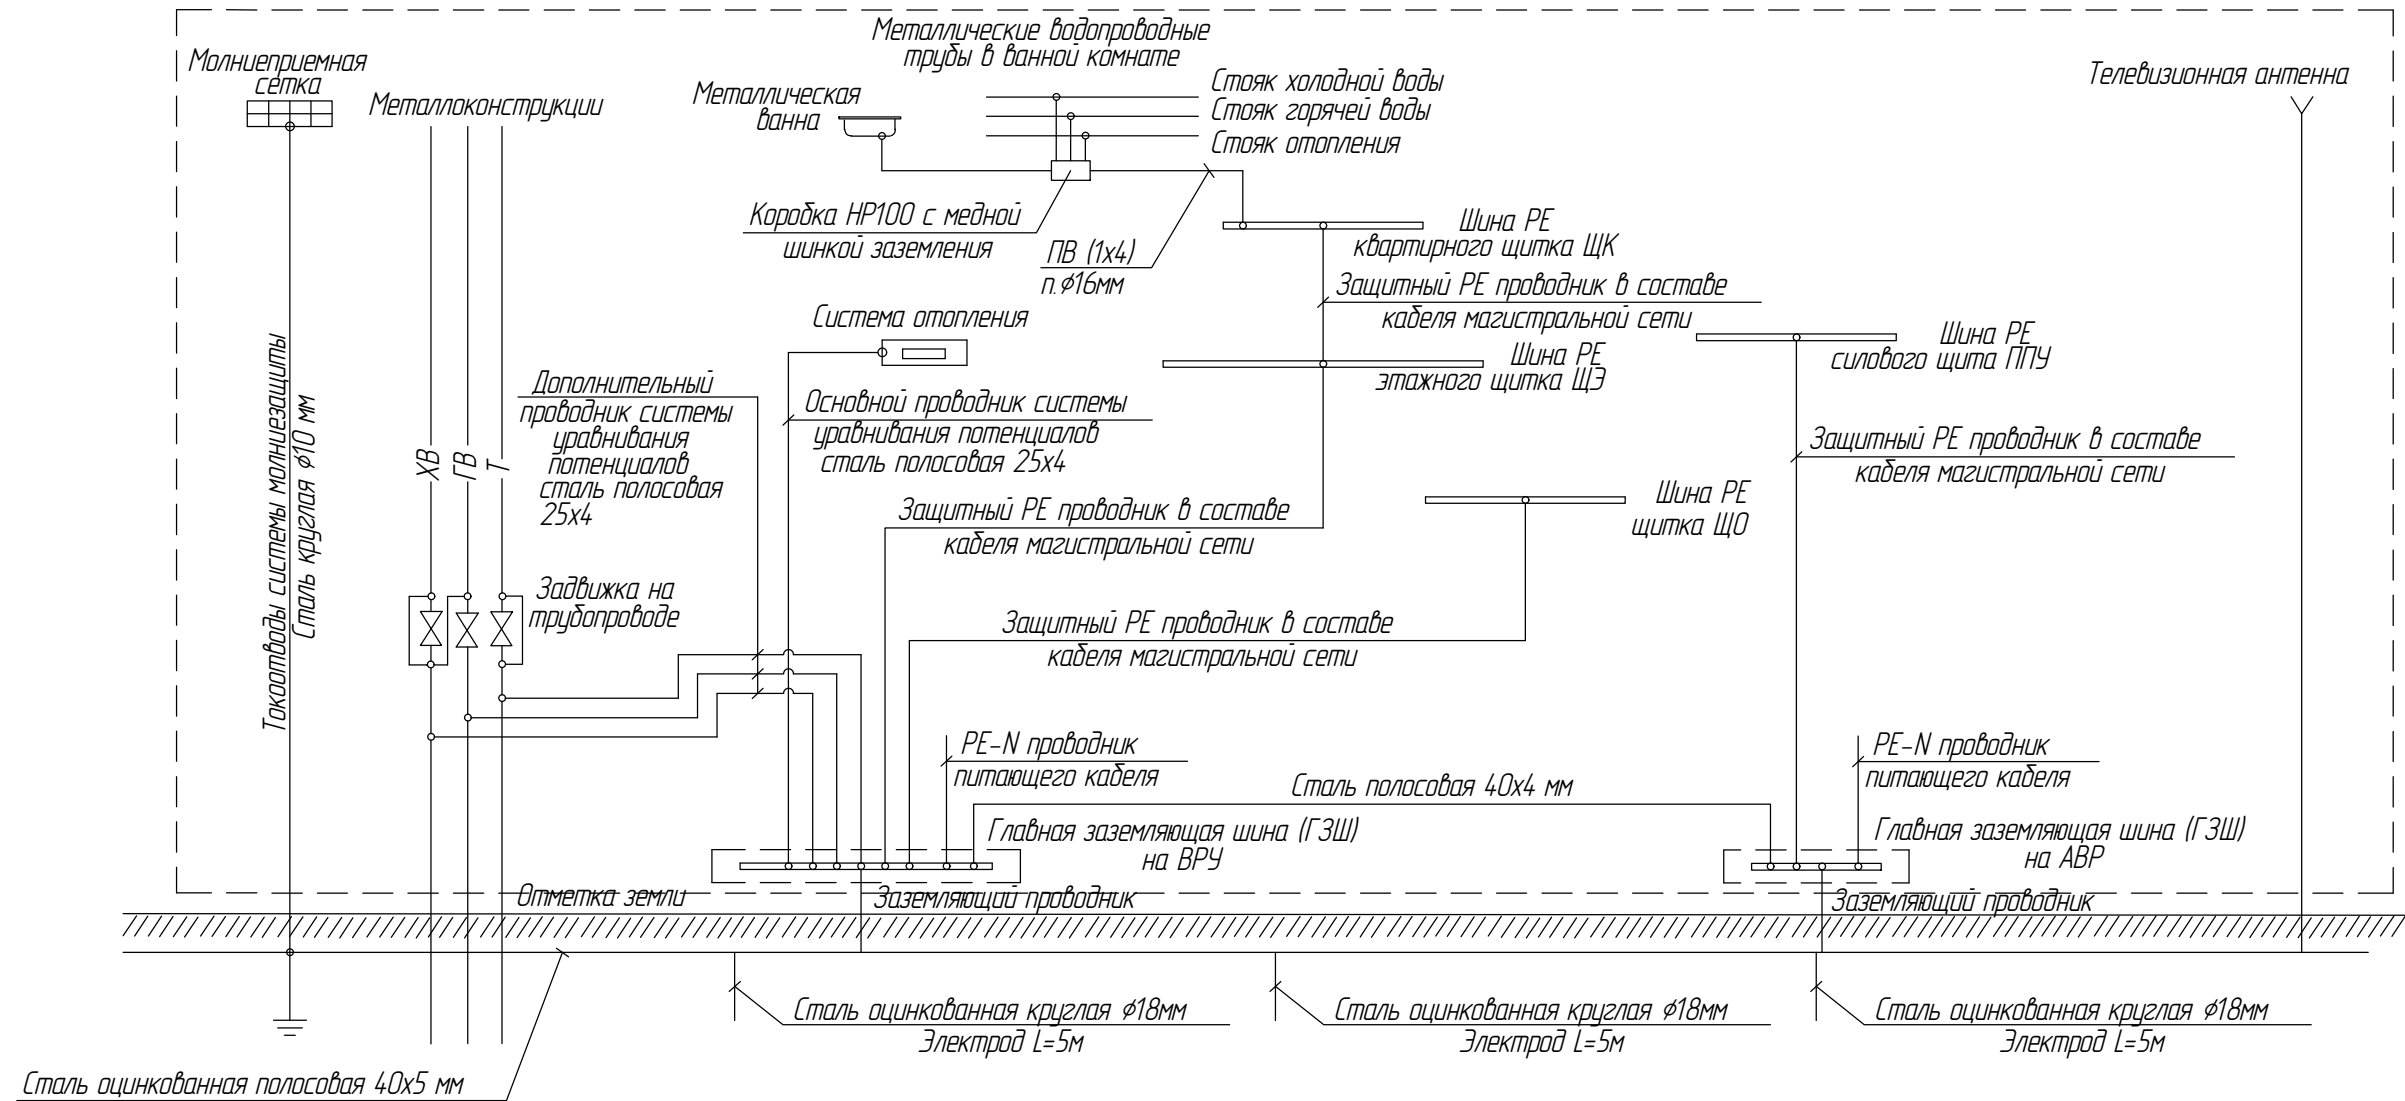 Металлические водопроводные
трубы в ванной комнате
Молниеприемная
сетка
Металлоконструкции
Металлическая
ванна
Стояк холодной воды
Стояк горячей воды
Стояк отопления
Телевизионная антенна
Коробка НР100 с медной
шинкой заземления
ПВ (1х4)
п.ϕ16мм
Шина РЕ
квартирного щитка ЩК
Защитный РЕ проводник в составе
кабеля магистральной сети
Система отопления
Шина РЕ
этажного щитка ЩЭ
Шина РЕ
силового щита ППУ
Дополнительный
проводник системы
уравнивания
потенциалов
сталь полосовая
25х4
Основной проводник системы
уравнивания потенциалов
сталь полосовая 25х4
Защитный РЕ проводник в составе
кабеля магистральной сети
Токоотводы системы молниезащиты
Сталь круглая ϕ10 мм
ХВ
ГВ
Т
Защитный РЕ проводник в составе
кабеля магистральной сети
Шина РЕ
щитка ЩО
Задвижка на
трубопроводе
Защитный РЕ проводник в составе
кабеля магистральной сети
РЕ-N проводник
питающего кабеля
Сталь полосовая 40х4 мм
РЕ-N проводник
питающего кабеля
Главная заземляющая шина (ГЗШ)
на ВРУ
Главная заземляющая шина (ГЗШ)
на АВР
Отметка земли
Заземляющий проводник
Заземляющий проводник
Сталь оцинкованная круглая ϕ18мм
Электрод L=5м
Сталь оцинкованная круглая ϕ18мм
Электрод L=5м
Сталь оцинкованная круглая ϕ18мм
Электрод L=5м
Сталь оцинкованная полосовая 40х5 мм